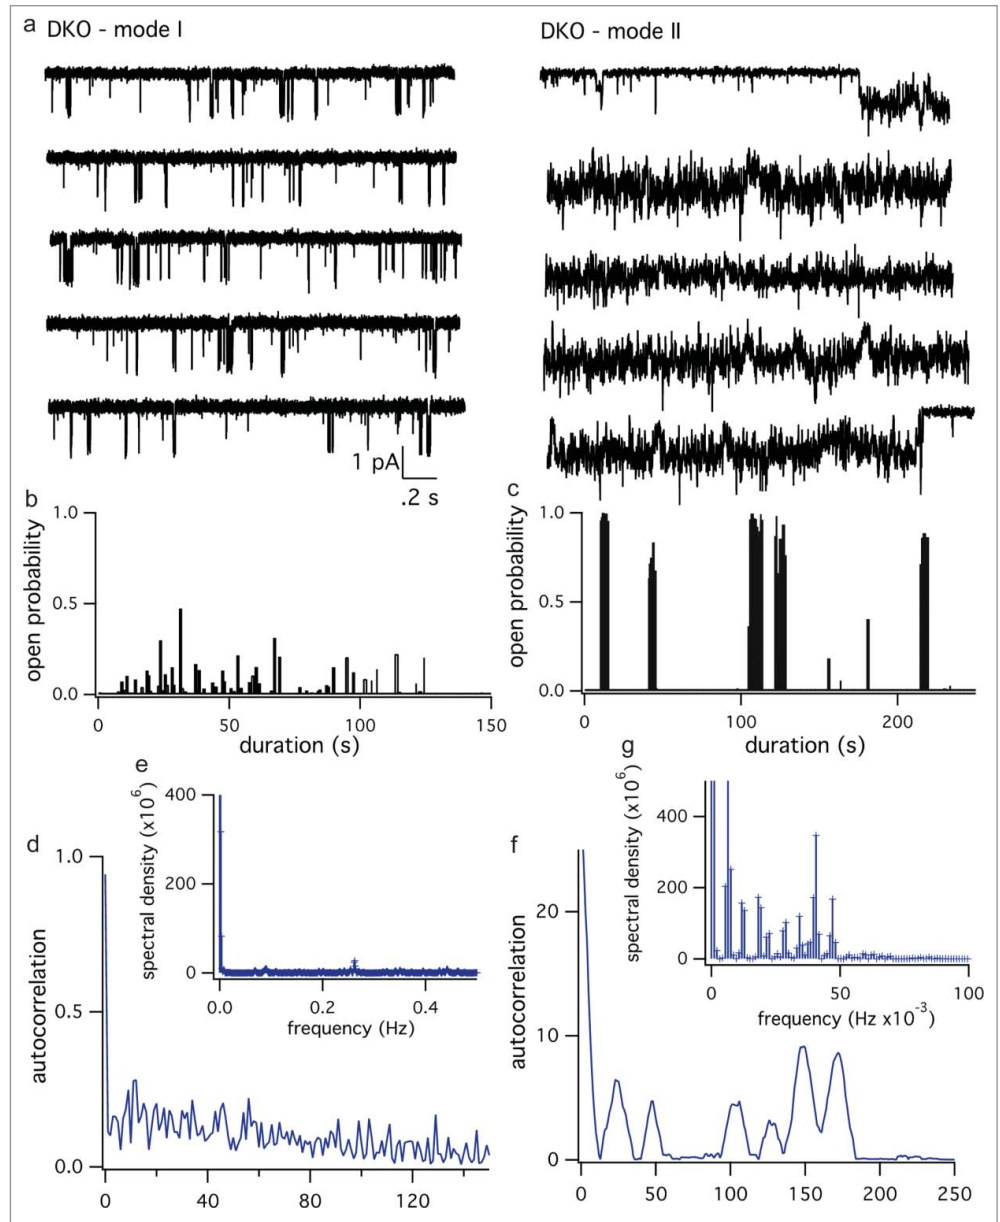 a DKO - mode I
DKO - mode II
1 pA
.2 s
b
open probability
1.0
0.5
0.0
0 50 100 150
duration (s)
c
open probability
1.0
0.5
0.0
0 100 200
duration (s)
d
autocorrelation
1.0
0.5
0.0
0 40 80 120
e
spectral density (x10⁶)
400
200
0
0.0 0.2 0.4
frequency (Hz)
f
autocorrelation
20
10
0
0 50 100 150 200 250
g
spectral density (x10⁶)
400
200
0
0 50 100
frequency (Hz x10⁻³)